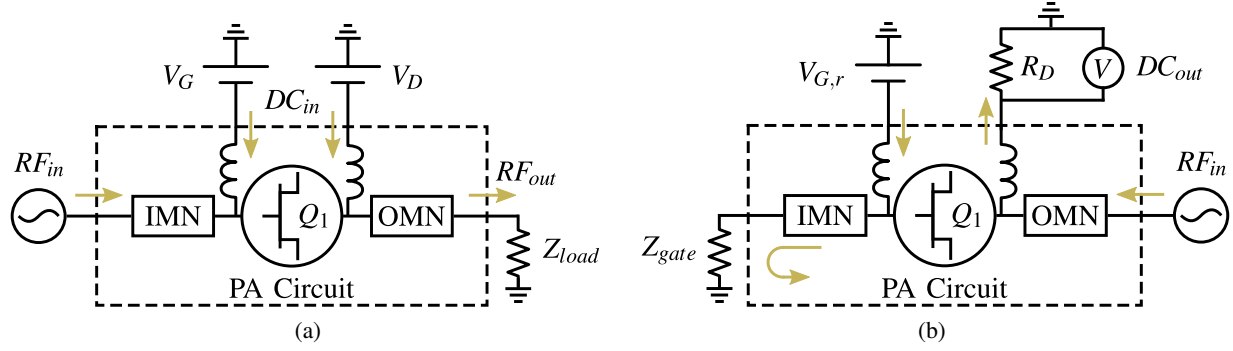 V_G
V_D
DC_in
RF_in
RF_out
IMN
Q_1
OMN
Z_load
PA Circuit
(a)
V_{G,r}
R_D
V
DC_out
RF_in
IMN
Q_1
OMN
Z_gate
PA Circuit
(b)